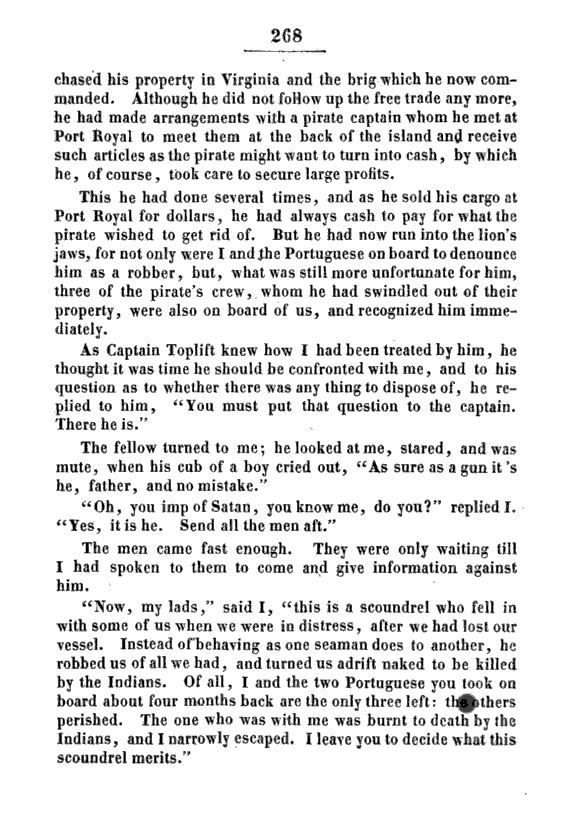 268
chased his property in Virginia and the brig which he now com-
manded. Although he did not follow up the free trade any more,
he had made arrangements with a pirate captain whom he met at
Port Royal to meet them at the back of the island and receive
such articles as the pirate might want to turn into cash, by which
he, of course, took care to secure large profits.
This he had done several times, and as he sold his cargo at
Port Royal for dollars, he had always cash to pay for what the
pirate wished to get rid of. But he had now run into the lion's
jaws, for not only were I and the Portuguese on board to denounce
him as a robber, but, what was still more unfortunate for him,
three of the pirate's crew, whom he had swindled out of their
property, were also on board of us, and recognized him imme-
diately.
As Captain Toplift knew how I had been treated by him, he
thought it was time he should be confronted with me, and to his
question as to whether there was any thing to dispose of, he re-
plied to him, "You must put that question to the captain.
There he is."
The fellow turned to me; he looked at me, stared, and was
mute, when his cub of a boy cried out, "As sure as a gun it 's
he, father, and no mistake."
"Oh, you imp of Satan, you know me, do you?" replied I.
"Yes, it is he. Send all the men aft."
The men came fast enough. They were only waiting till
I had spoken to them to come and give information against
him.
"Now, my lads," said I, "this is a scoundrel who fell in
with some of us when we were in distress, after we had lost our
vessel. Instead of behaving as one seaman does to another, he
robbed us of all we had, and turned us adrift naked to be killed
by the Indians. Of all, I and the two Portuguese you took on
board about four months back are the only three left: the others
perished. The one who was with me was burnt to death by the
Indians, and I narrowly escaped. I leave you to decide what this
scoundrel merits."